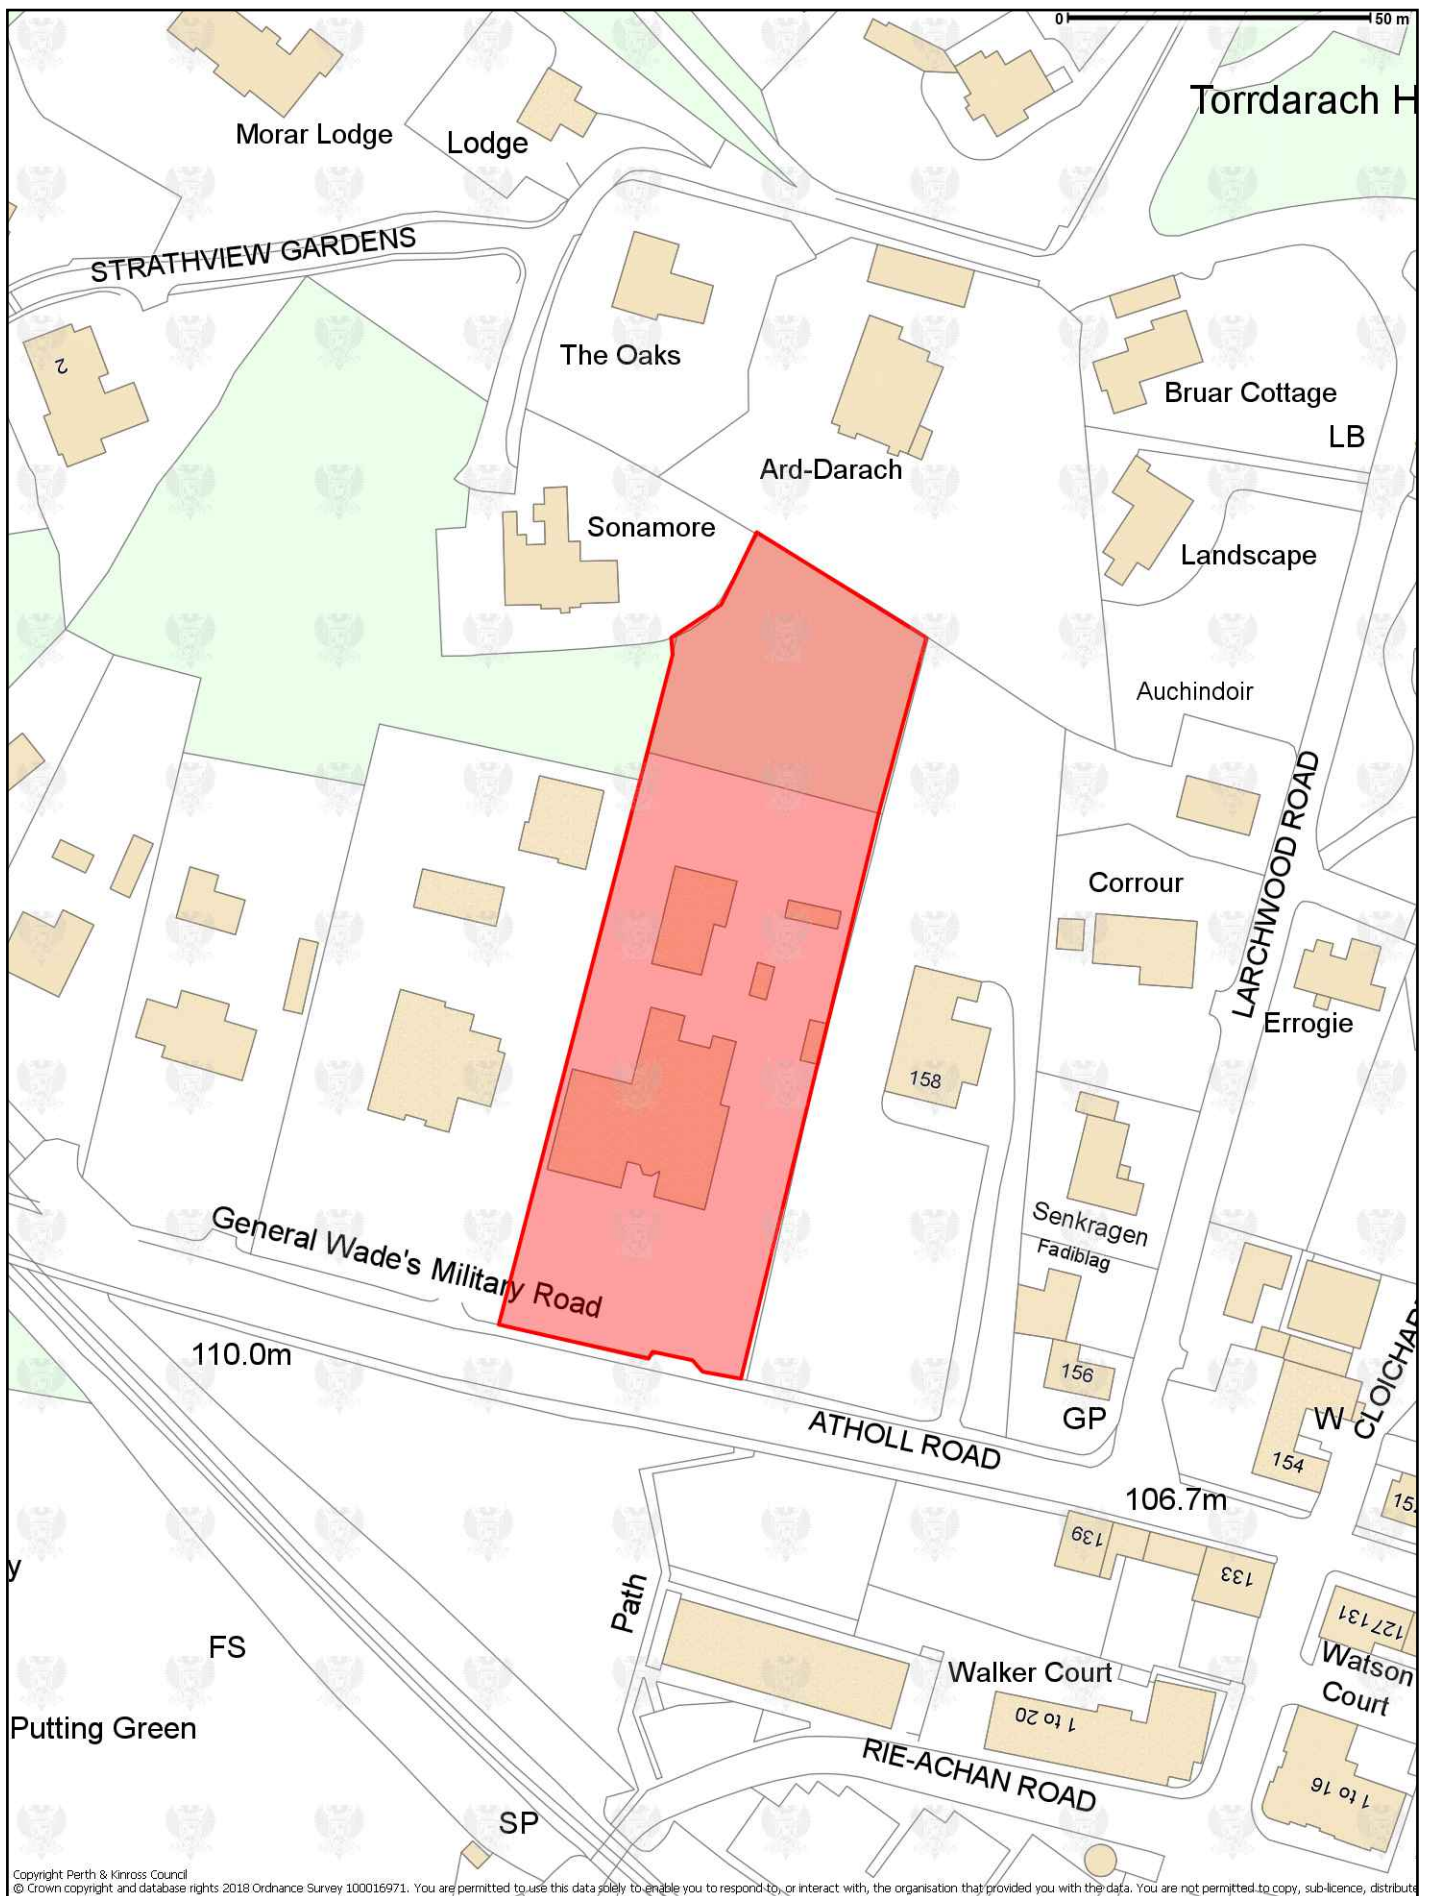 0 50 m
Torrdarach H
Morar Lodge
Lodge
STRATHVIEW GARDENS
2
The Oaks
Bruar Cottage
LB
Ard-Darach
Sonamore
Landscape
Auchindoir
LARCHWOOD ROAD
Corrour
Errogie
158
Senkragen
Fadiblag
General Wade's Military Road
110.0m
156
GP
ATHOLL ROAD
W
CLOICHAR
154
106.7m
152
139
133
y
Path
127 131
FS
Walker Court
Watson
Court
Putting Green
1 to 20
RIE-ACHAN ROAD
1 to 16
SP
Copyright Perth & Kinross Council
© Crown copyright and database rights 2018 Ordnance Survey 100016971. You are permitted to use this data solely to enable you to respond to, or interact with, the organisation that provided you with the data. You are not permitted to copy, sub-licence, distribute